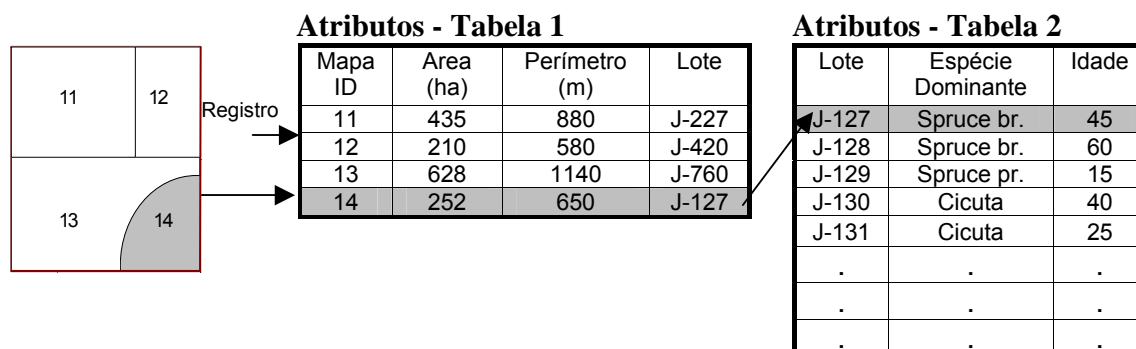 Atributos - Tabela 1
Atributos - Tabela 2
11
12
13
14
Registro
Mapa ID Area (ha) Perímetro (m) Lote
11 435 880 J-227
12 210 580 J-420
13 628 1140 J-760
14 252 650 J-127
Lote Espécie Dominante Idade
J-127 Spruce br. 45
J-128 Spruce br. 60
J-129 Spruce pr. 15
J-130 Cicuta 40
J-131 Cicuta 25
. . .
. . .
. . .